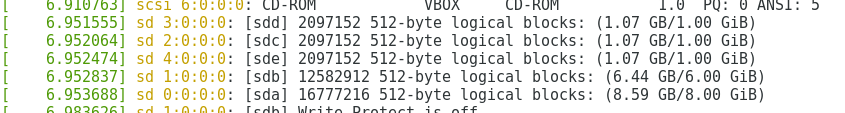 [    6.910763] scsi 6:0:0:0: CD-ROM            VBOX     CD-ROM           1.0  PQ: 0 ANSI: 5
[    6.951555] sd 3:0:0:0: [sdd] 2097152 512-byte logical blocks: (1.07 GB/1.00 GiB)
[    6.952064] sd 2:0:0:0: [sdc] 2097152 512-byte logical blocks: (1.07 GB/1.00 GiB)
[    6.952474] sd 4:0:0:0: [sde] 2097152 512-byte logical blocks: (1.07 GB/1.00 GiB)
[    6.952837] sd 1:0:0:0: [sdb] 12582912 512-byte logical blocks: (6.44 GB/6.00 GiB)
[    6.953688] sd 0:0:0:0: [sda] 16777216 512-byte logical blocks: (8.59 GB/8.00 GiB)
[    6.983626] sd 1:0:0:0: [sdb] Write Protect is off